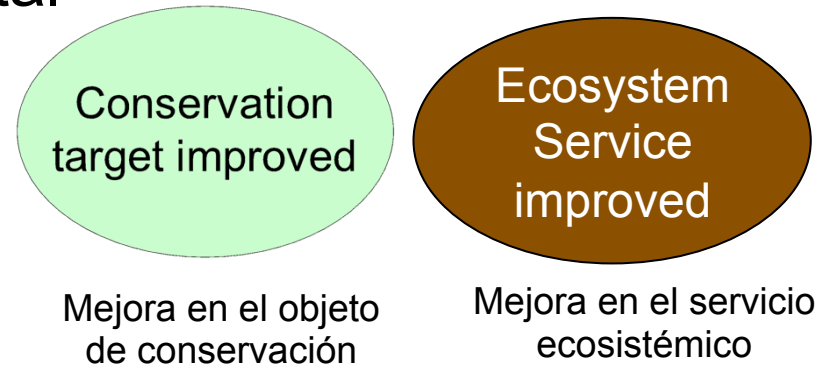 Conservation
target improved
Ecosystem
Service
improved
Mejora en el objeto
de conservación
Mejora en el servicio
ecosistémico